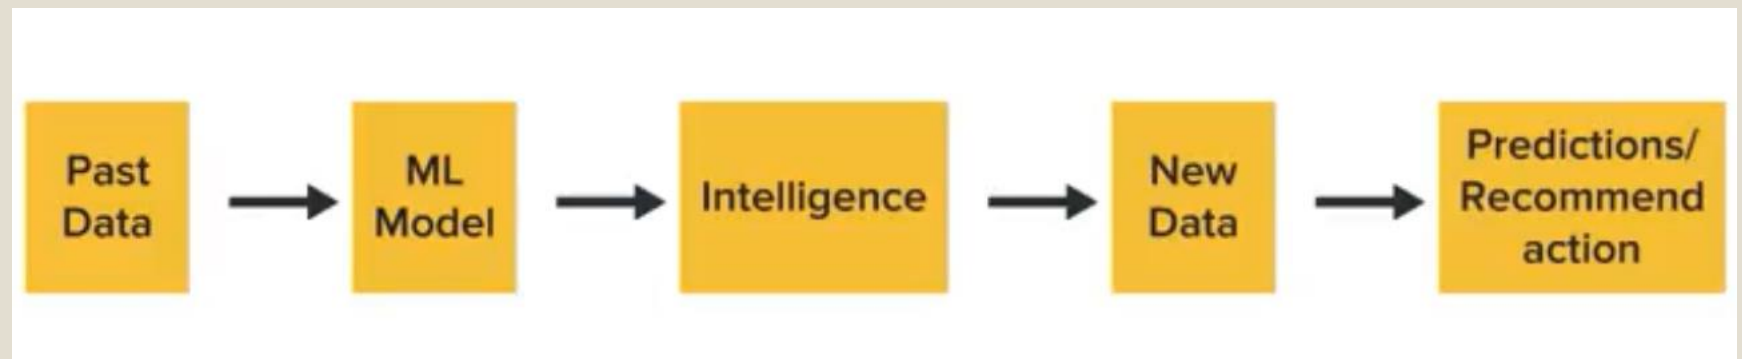 Past
Data
ML
Model
Intelligence
New
Data
Predictions/
Recommend
action